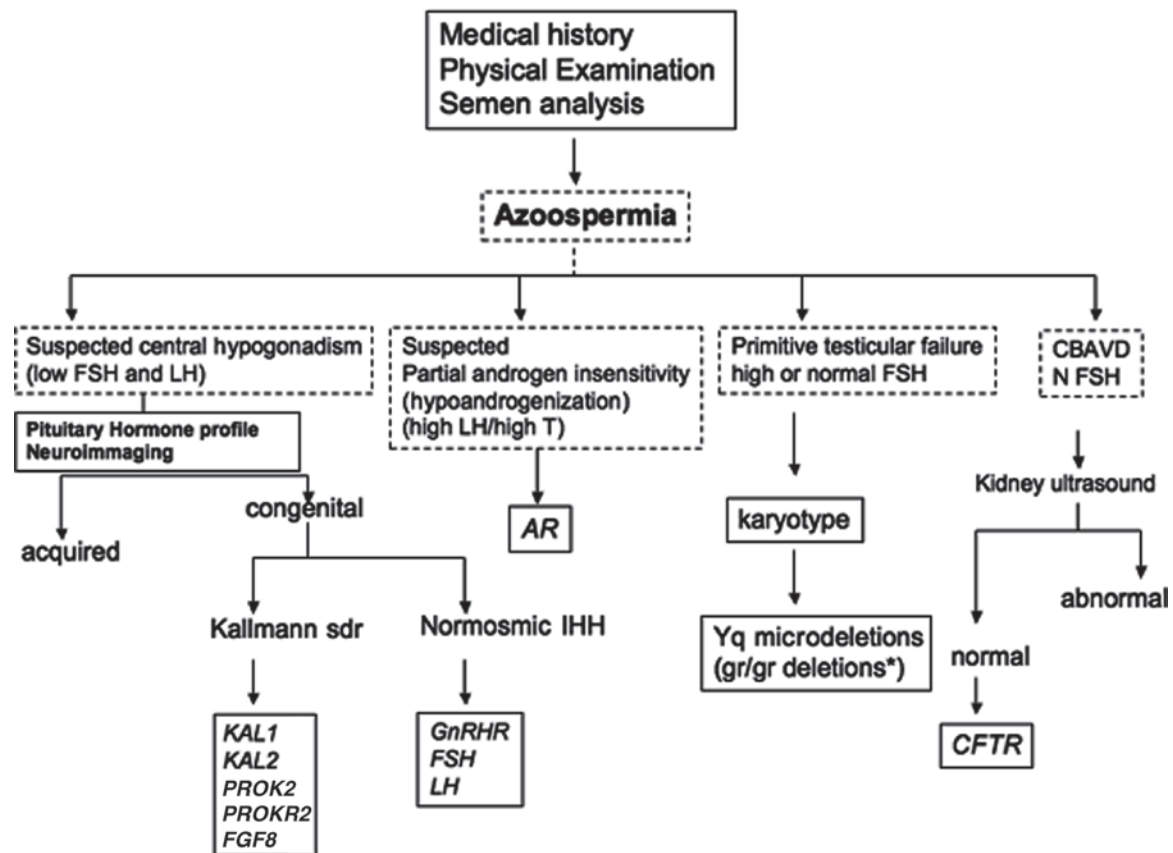 Medical history
Physical Examination
Semen analysis
Azoospermia
Suspected central hypogonadism
(low FSH and LH)
Pituitary Hormone profile
Neuroimmaging
acquired
congenital
Kallmann sdr
KAL1
KAL2
PROK2
PROKR2
FGF8
Normosmic IHH
GnRHR
FSH
LH
Suspected
Partial androgen insensitivity
(hypoandrogenization)
(high LH/high T)
AR
Primitive testicular failure
high or normal FSH
karyotype
Yq microdeletions
(gr/gr deletions*)
CBAVD
N FSH
Kidney ultrasound
normal
CFTR
abnormal